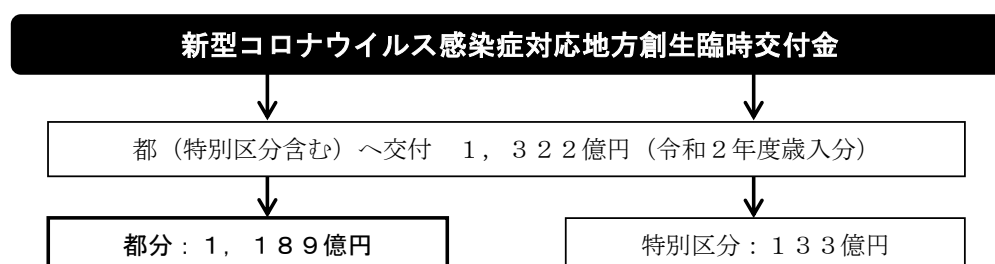 新型コロナウイルス感染症対応地方創生臨時交付金
都（特別区分含む）へ交付　１，３２２億円（令和２年度歳入分）
都分：１，１８９億円
特別区分：１３３億円